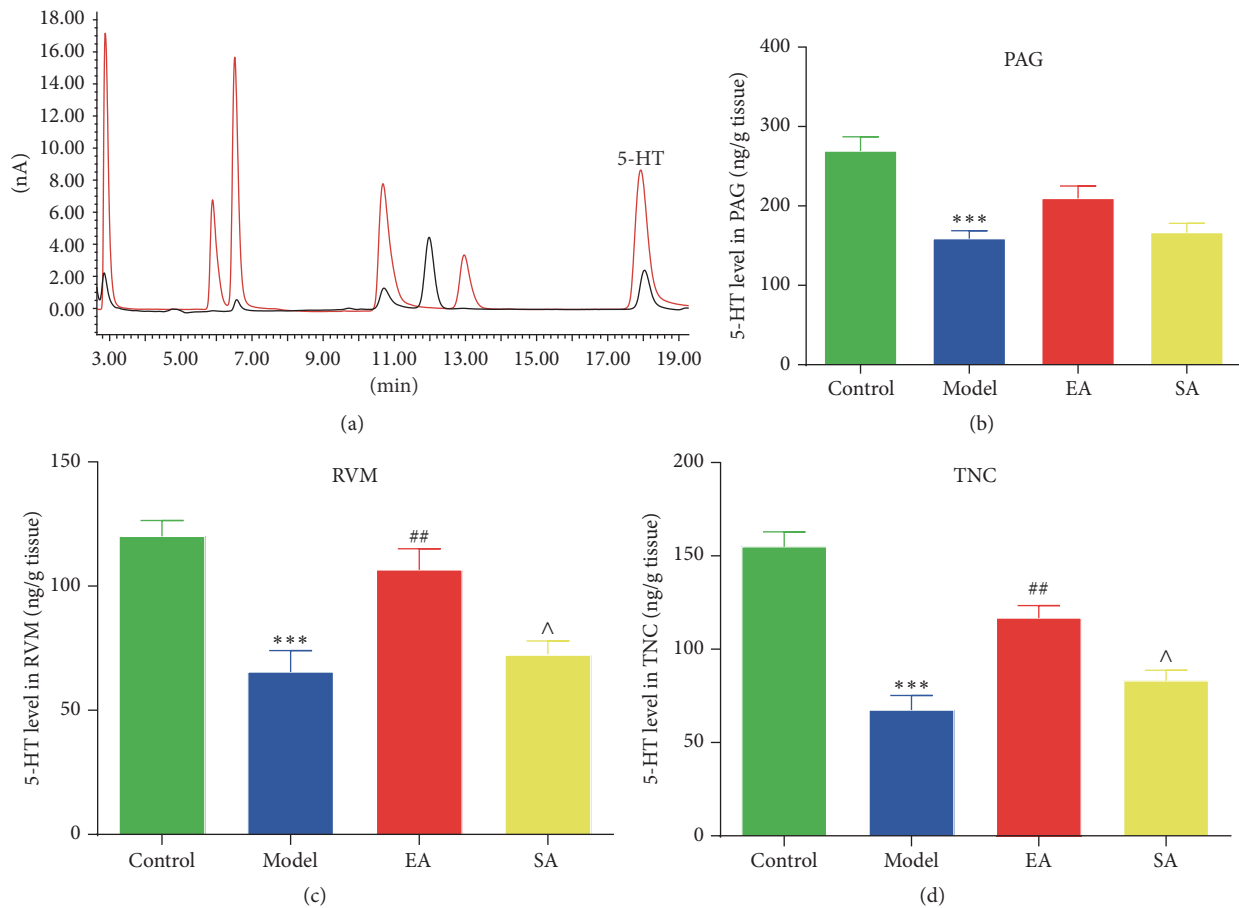 18.00
16.00
14.00
12.00
10.00
8.00
6.00
4.00
2.00
0.00
(nA)
5-HT
3.00 5.00 7.00 9.00 11.00 13.00 15.00 17.00 19.00
(min)
(a)
PAG
400
300
200
100
0
5-HT level in PAG (ng/g tissue)
***
Control Model EA SA
(b)
RVM
150
100
50
0
5-HT level in RVM (ng/g tissue)
***
##
^
Control Model EA SA
(c)
TNC
200
150
100
50
0
5-HT level in TNC (ng/g tissue)
***
##
^
Control Model EA SA
(d)